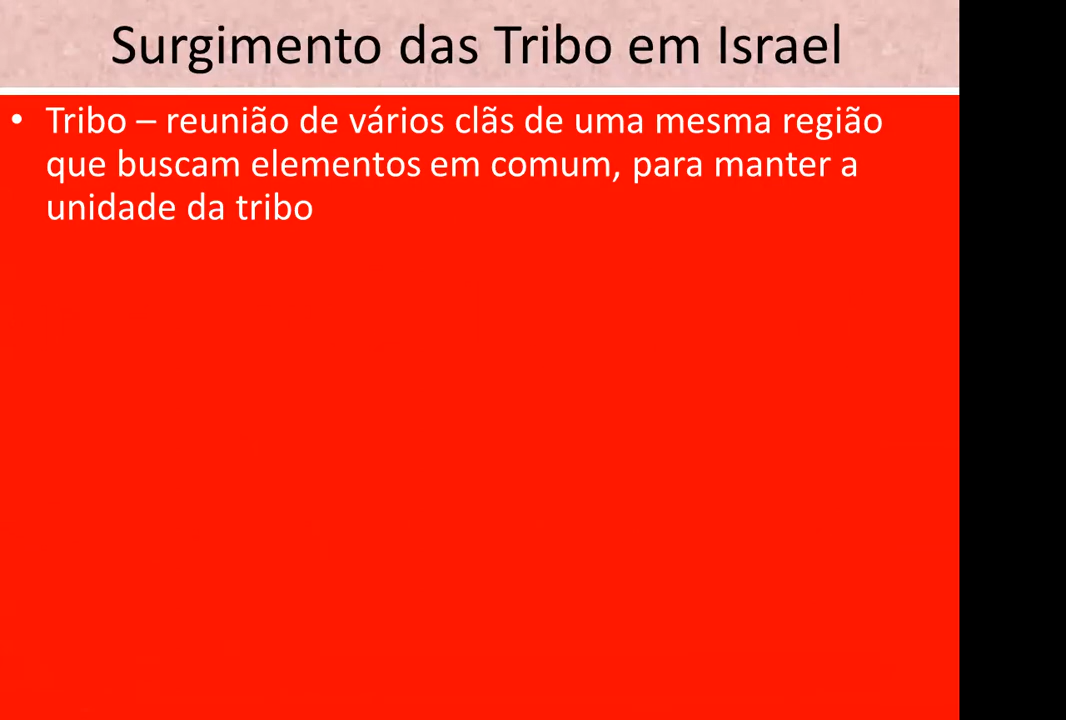 Surgimento das Tribo em Israel
• Tribo – reunião de vários clãs de uma mesma região
que buscam elementos em comum, para manter a
unidade da tribo